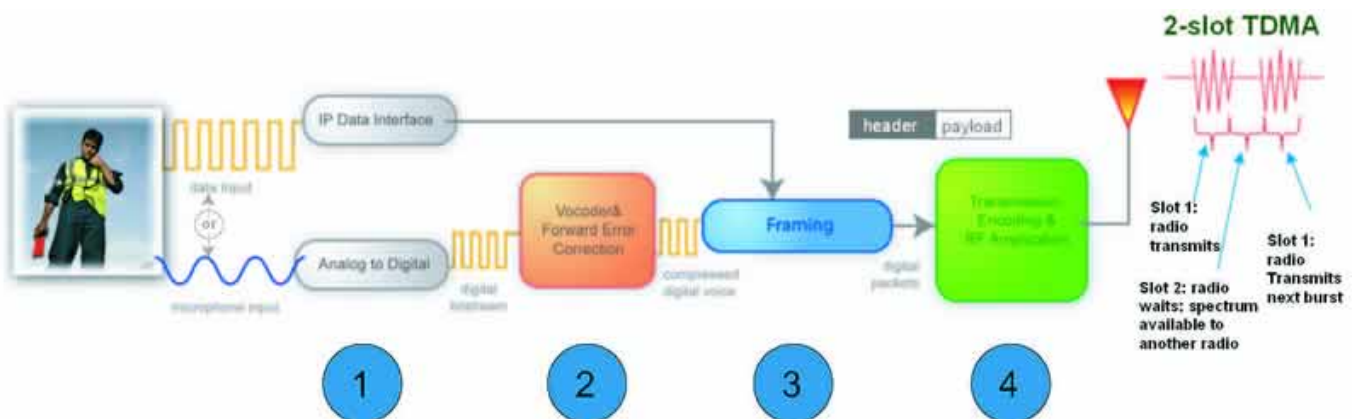 2-slot TDMA
IP Data Interface
header
payload
data input
or
Vocoder&
Forward Error
Correction
Framing
Transmission
Encoding &
RF Amplification
Analog to Digital
digital
bitstream
compressed
digital voice
digital
packets
microphone input
Slot 1:
radio
transmits
Slot 2: radio
waits: spectrum
available to
another radio
Slot 1:
radio
Transmits
next burst
1
2
3
4